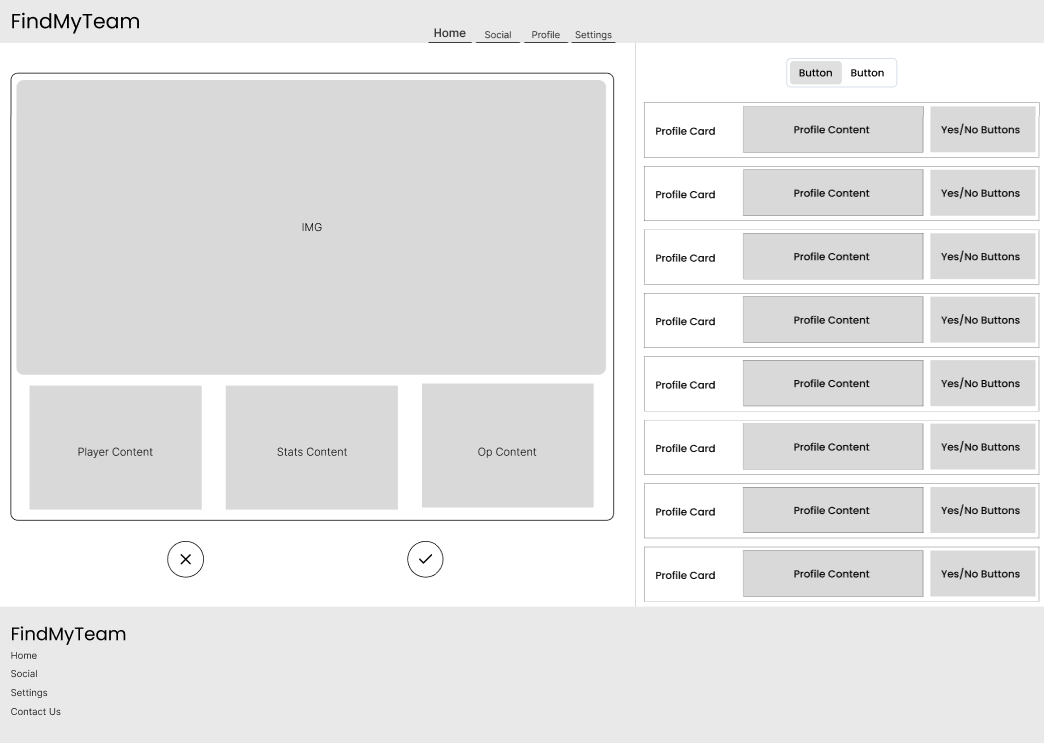 FindMyTeam
Home Social Profile Settings
IMG
Player Content Stats Content Op Content
Button Button
Profile Card Profile Content Yes/No Buttons
Profile Card Profile Content Yes/No Buttons
Profile Card Profile Content Yes/No Buttons
Profile Card Profile Content Yes/No Buttons
Profile Card Profile Content Yes/No Buttons
Profile Card Profile Content Yes/No Buttons
Profile Card Profile Content Yes/No Buttons
Profile Card Profile Content Yes/No Buttons
FindMyTeam
Home
Social
Settings
Contact Us